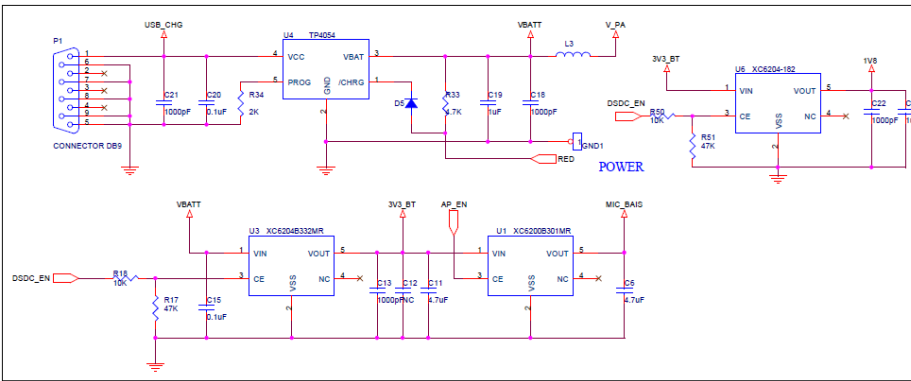 USB_CHG
VBATT
V_PA
P1
U4 TP4054
L3
1
6
2
7
3
8
4
9
5
4 VCC
VBAT 3
5 PROG
/CHRG 1
GND
2
C21
1000pF
C20
0.1uF
R34
2K
D5
R33
4.7K
C19
1uF
C18
1000pF
CONNECTOR DB9
1 GND1
RED
POWER
3V3_BT
U6 XC6204-182
1V8
DSDC_EN
R50
10K
1 VIN
VOUT 5
3 CE
NC 4
VSS
2
R51
47K
C22
1000pF
VBATT
3V3_BT
AP_EN
MIC_BAIS
U3 XC6204B332MR
U1 XC6200B301MR
1 VIN
VOUT 5
3 CE
NC 4
VSS
2
1 VIN
VOUT 5
3 CE
NC 4
VSS
2
DSDC_EN
R18
10K
R17
47K
C15
0.1uF
C13
1000pF
C12
NC
C11
4.7uF
C6
4.7uF